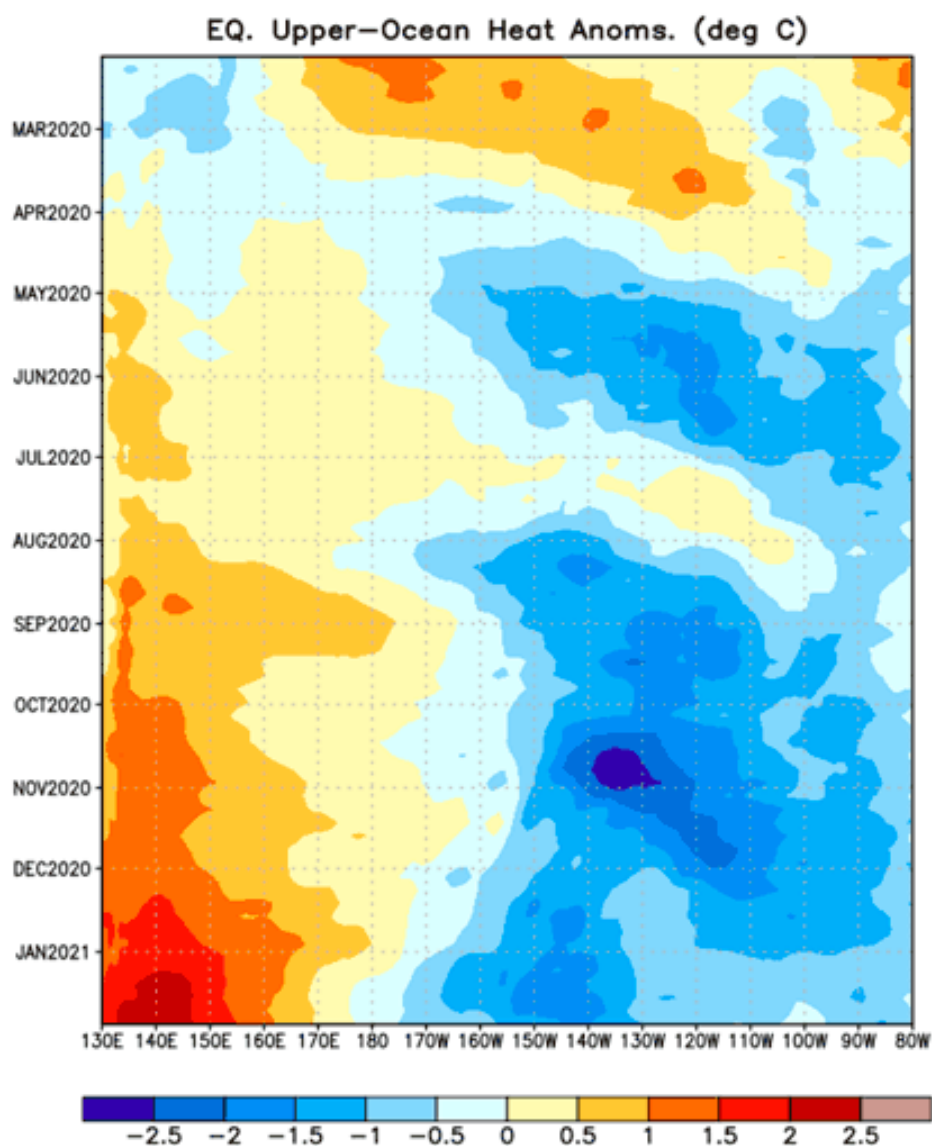 EQ. Upper-Ocean Heat Anoms. (deg C)
MAR2020
APR2020
MAY2020
JUN2020
JUL2020
AUG2020
SEP2020
OCT2020
NOV2020
DEC2020
JAN2021
130E 140E 150E 160E 170E 180 170W 160W 150W 140W 130W 120W 110W 100W 90W 80W
-2.5 -2 -1.5 -1 -0.5 0 0.5 1 1.5 2 2.5